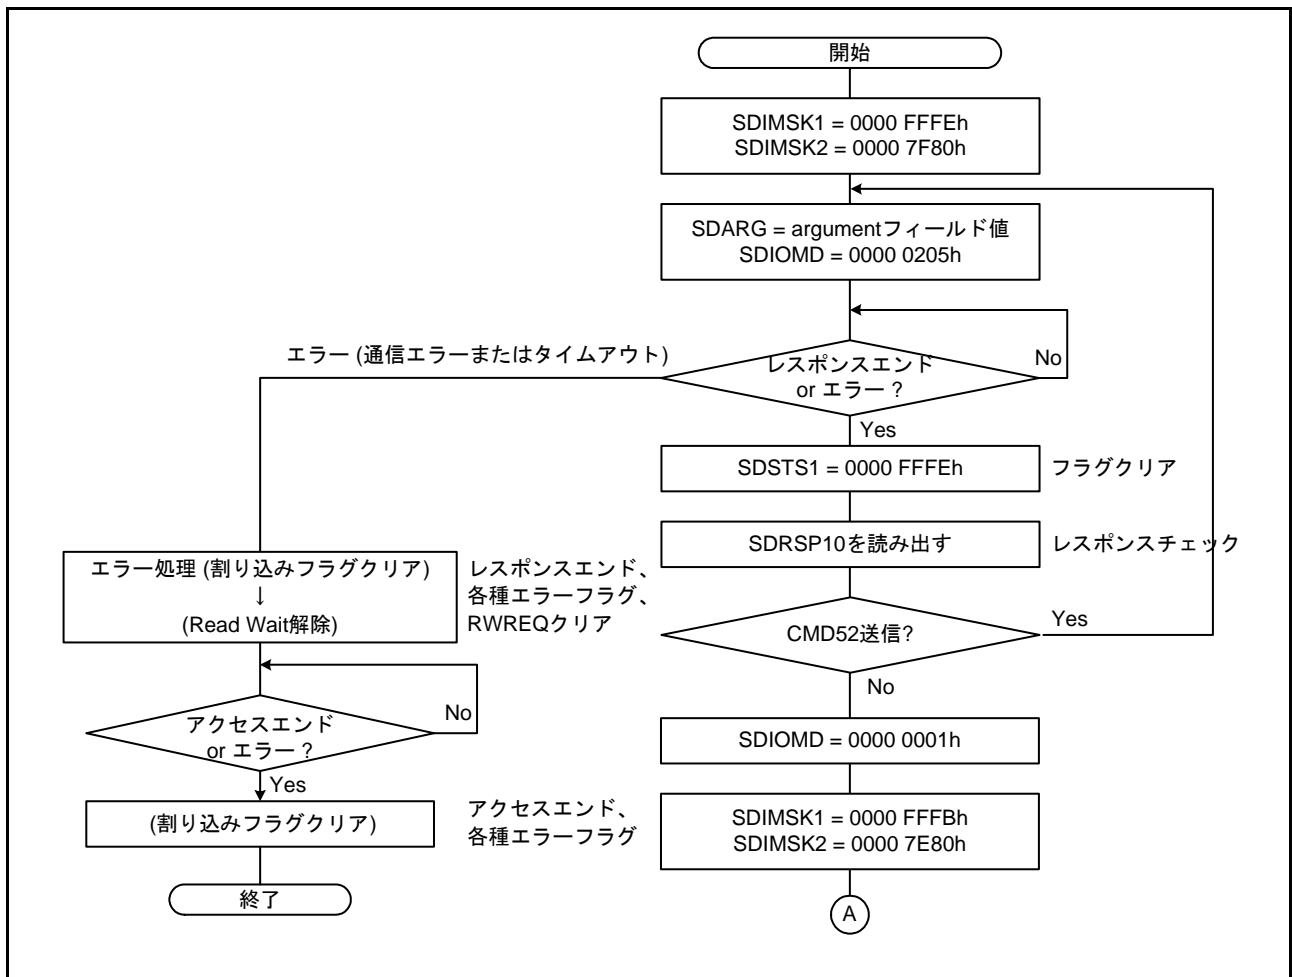 開始
SDIMSK1 = 0000 FFFEh
SDIMSK2 = 0000 7F80h
SDARG = argumentフィールド値
SDIOMD = 0000 0205h
エラー (通信エラーまたはタイムアウト)
レスポンスエンド
or エラー ?
No
Yes
SDSTS1 = 0000 FFFEh
フラグクリア
SDRSP10を読み出す
レスポンスチェック
エラー処理 (割り込みフラグクリア)
↓
(Read Wait解除)
レスポンスエンド、
各種エラーフラグ、
RWREQクリア
CMD52送信?
Yes
No
アクセスエンド
or エラー ?
No
Yes
SDIOMD = 0000 0001h
(割り込みフラグクリア)
アクセスエンド、
各種エラーフラグ
SDIMSK1 = 0000 FFFBh
SDIMSK2 = 0000 7E80h
終了
A